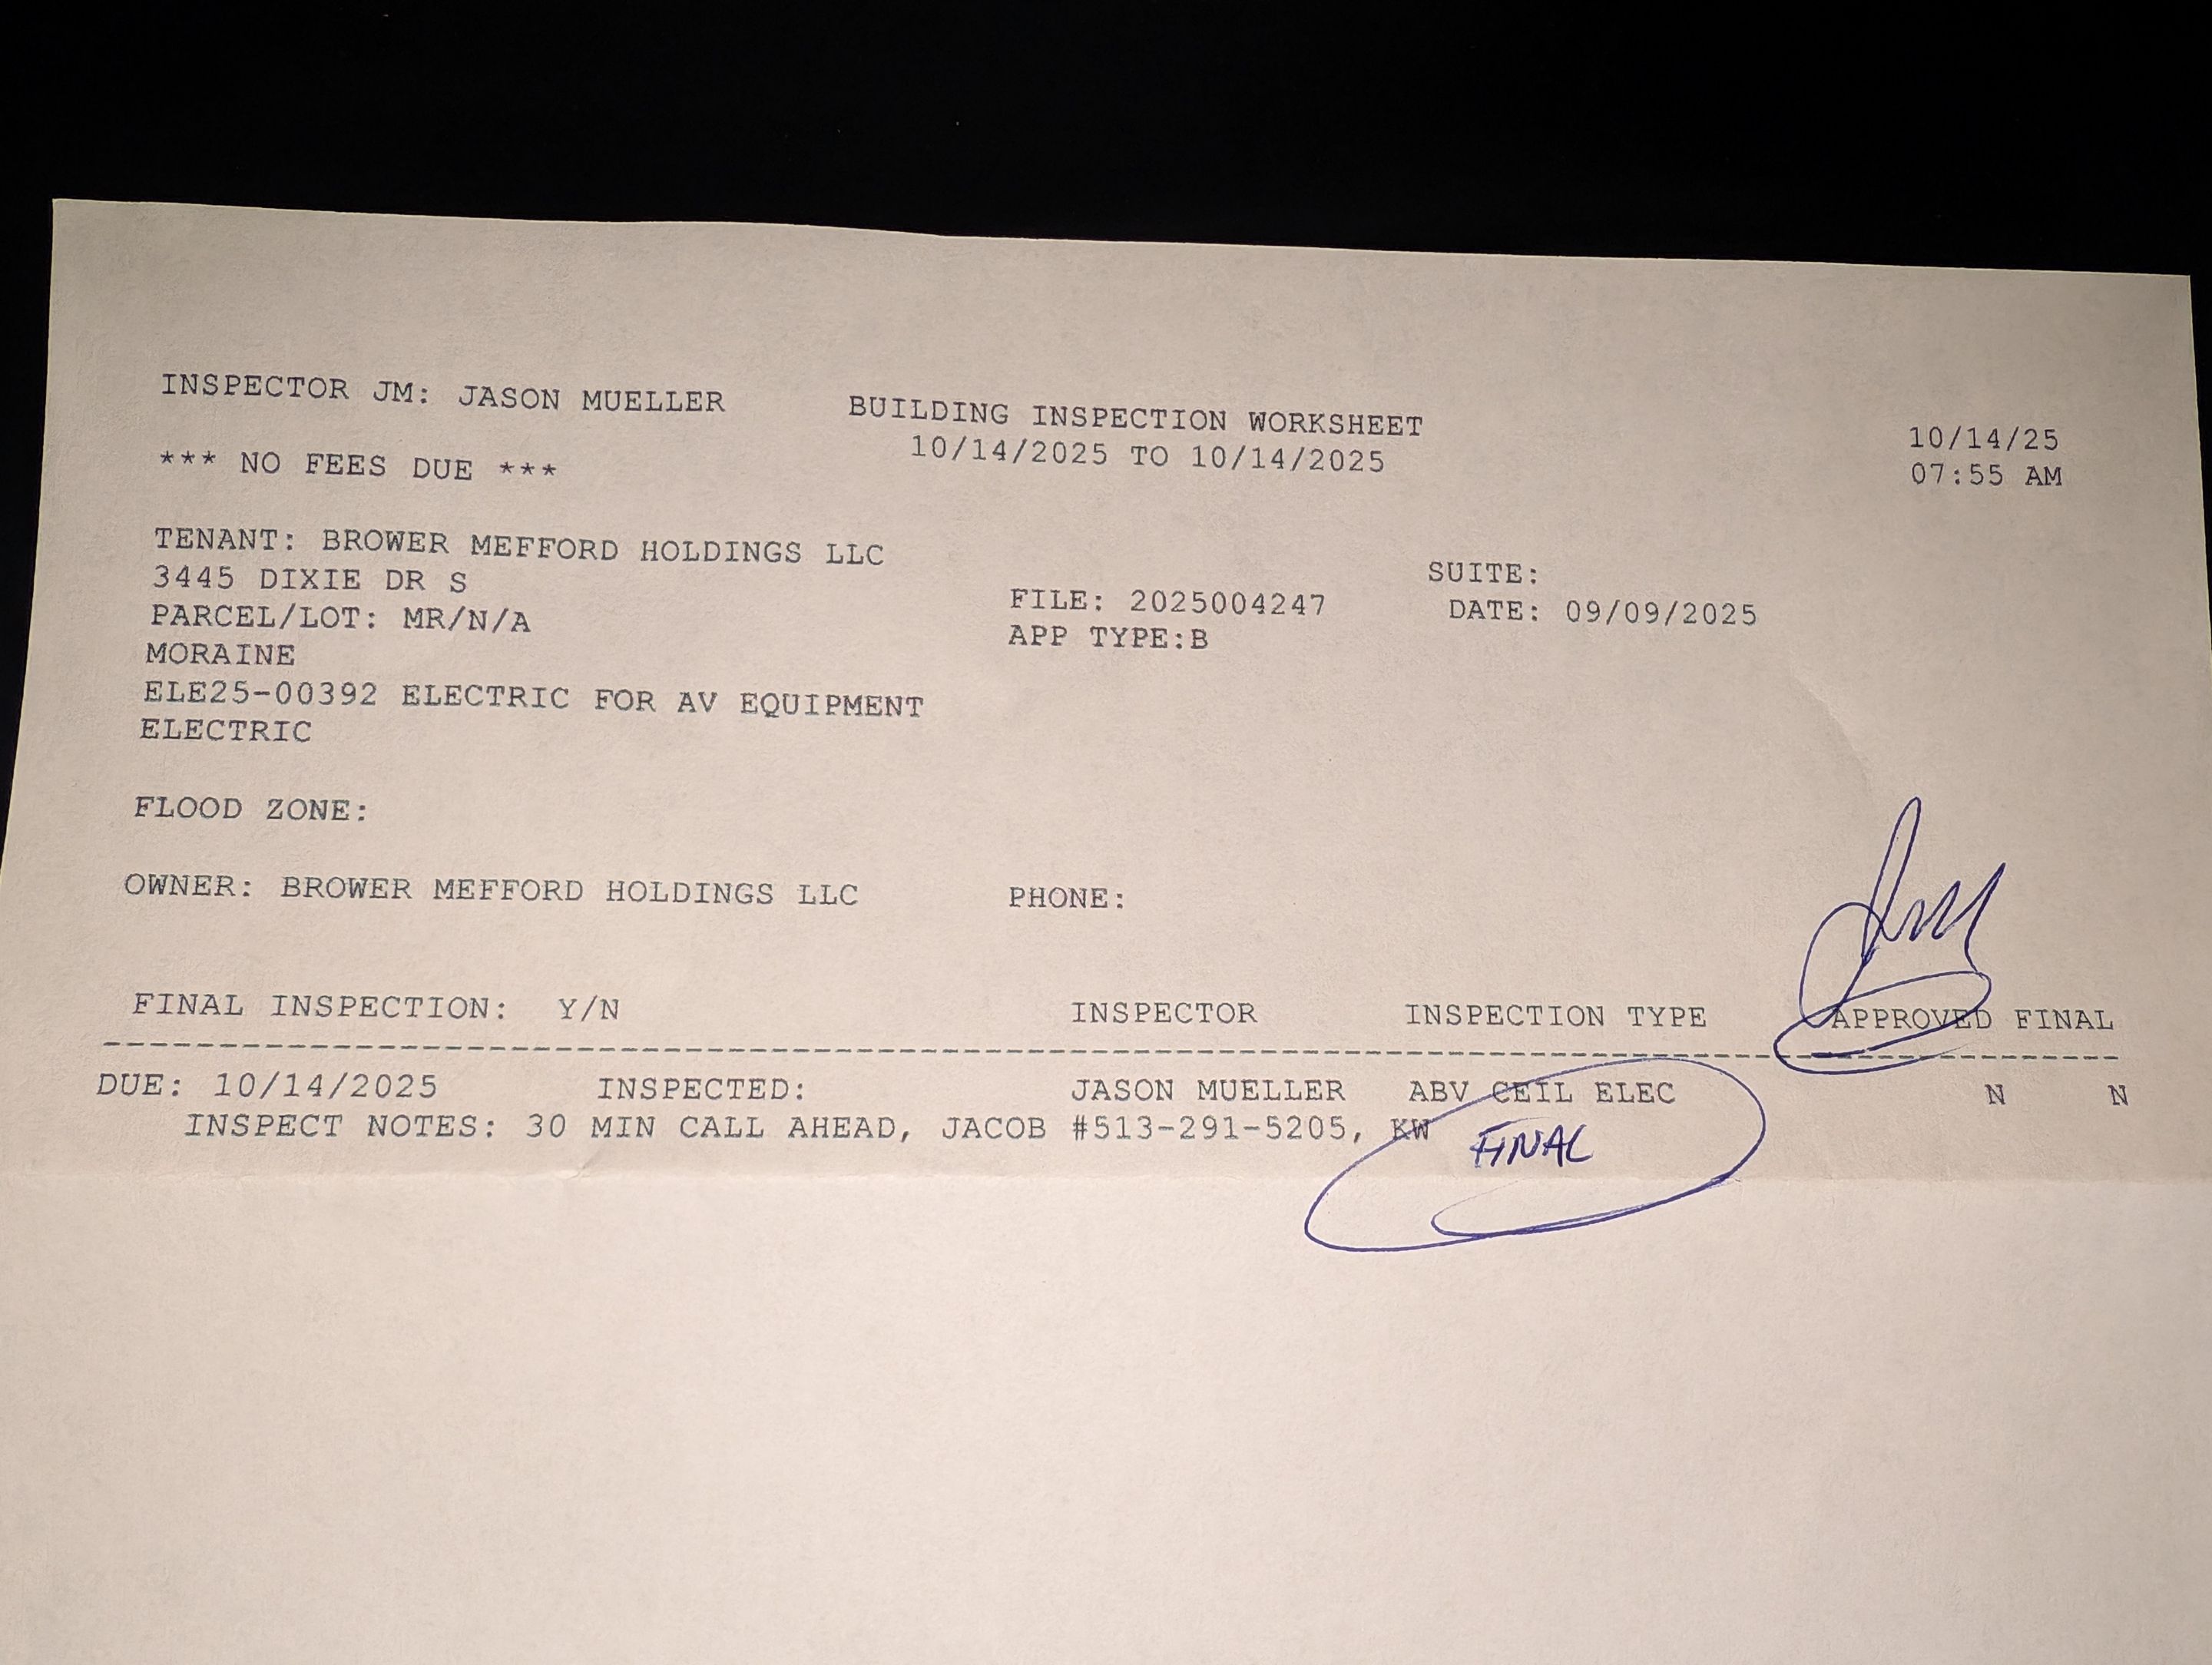 INSPECTOR JM: JASON MUELLER
BUILDING INSPECTION WORKSHEET
10/14/2025 TO 10/14/2025
10/14/25
07:55 AM
*** NO FEES DUE ***
TENANT: BROWER MEFFORD HOLDINGS LLC
SUITE:
3445 DIXIE DR S
FILE: 2025004247
DATE: 09/09/2025
PARCEL/LOT: MR/N/A
APP TYPE:B
MORAINE
ELE25-00392 ELECTRIC FOR AV EQUIPMENT
ELECTRIC
FLOOD ZONE:
OWNER: BROWER MEFFORD HOLDINGS LLC PHONE:
FINAL INSPECTION: Y/N INSPECTOR INSPECTION TYPE APPROVED FINAL
DUE: 10/14/2025 INSPECTED: JASON MUELLER ABV CEIL ELEC N N
INSPECT NOTES: 30 MIN CALL AHEAD, JACOB #513-291-5205, KW
FINAL